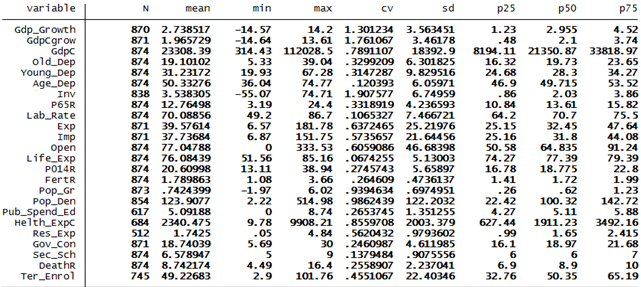 variable N mean min max cv sd p25 p50 p75
Gdp_Growth 870 2.738517 -14.57 14.2 1.301234 3.563451 1.23 2.955 4.52
GdpCgrow 871 1.965729 -14.64 13.61 1.761067 3.46178 .48 2.1 3.74
GdpC 874 23308.39 314.43 112028.5 .7891107 18392.9 8194.11 21350.87 33818.97
Old_Dep 874 19.10102 5.33 39.04 .3299209 6.301825 16.32 19.73 23.65
Young_Dep 874 31.23172 19.93 67.28 .3147287 9.829516 24.68 28.3 34.27
Age_Dep 874 50.33276 36.04 74.77 .120393 6.05971 46.9 49.715 53.52
Inv 838 3.538305 -55.07 74.71 1.907577 6.74959 .86 2.03 3.86
P65R 874 12.76498 3.19 24.4 .3318919 4.236593 10.84 13.61 15.82
Lab_Rate 874 70.08856 49.2 86.7 .1065327 7.466721 64.2 70.7 75.5
Exp 871 39.57614 6.57 181.78 .6372465 25.21976 25.15 32.45 47.64
Imp 871 37.73684 6.87 151.75 .5735657 21.64456 25.16 31.8 44.08
Open 874 77.04788 0 333.53 .6059086 46.68398 50.58 64.835 91.24
Life_Exp 874 76.08439 51.56 85.16 .0674255 5.13003 74.27 77.39 79.39
P014R 874 20.60998 13.11 38.94 .2745743 5.65897 16.78 18.775 22.8
FertR 874 1.789863 1.08 3.66 .264609 .4736137 1.41 1.72 1.99
Pop_Gr 873 .7424399 -1.97 6.02 .9394634 .6974951 .26 .62 1.23
Pop_Den 854 123.9077 2.22 514.98 .9862439 122.2032 22.42 100.32 142.72
Pub_Spend_Ed 617 5.09188 0 8.74 .2653745 1.351255 4.27 5.11 5.88
Helth_ExpC 684 2340.475 9.78 9908.21 .8559708 2003.379 627.44 1911.23 3492.16
Res_Exp 512 1.7425 .05 4.84 .5620432 .9793602 .99 1.65 2.415
Gov_Con 871 18.74039 5.69 30 .2460987 4.611985 16.1 18.97 21.68
Sec_Sch 874 6.578947 5 9 .1379484 .9075556 6 6 7
DeathR 874 8.742174 4.49 16.4 .2558907 2.237041 6.9 8.9 10
Ter_Enrol 745 49.22683 2.9 101.76 .4551067 22.40346 32.76 50.35 65.19